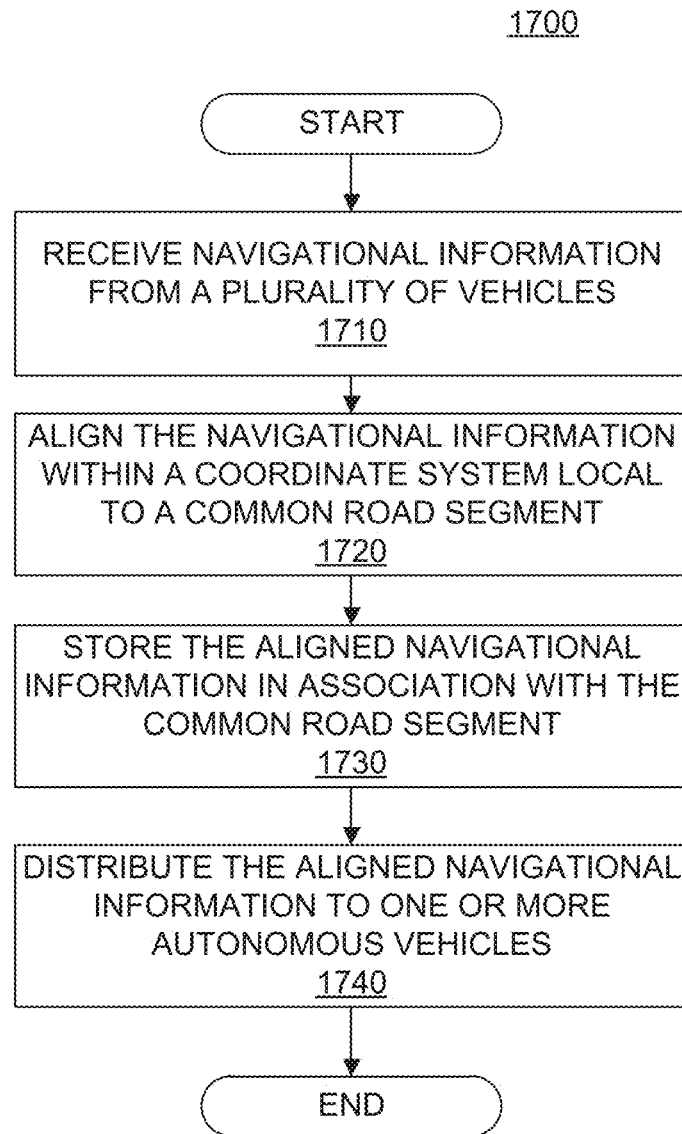 1700
START
RECEIVE NAVIGATIONAL INFORMATION
FROM A PLURALITY OF VEHICLES
1710
ALIGN THE NAVIGATIONAL INFORMATION
WITHIN A COORDINATE SYSTEM LOCAL
TO A COMMON ROAD SEGMENT
1720
STORE THE ALIGNED NAVIGATIONAL
INFORMATION IN ASSOCIATION WITH THE
COMMON ROAD SEGMENT
1730
DISTRIBUTE THE ALIGNED NAVIGATIONAL
INFORMATION TO ONE OR MORE
AUTONOMOUS VEHICLES
1740
END